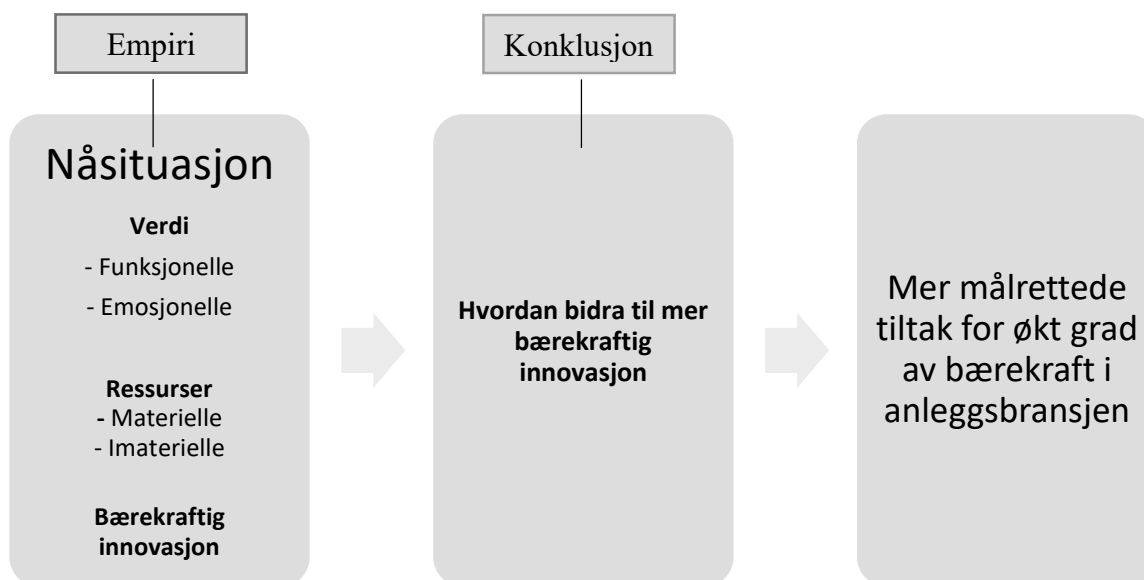 Empiri
Nåsituasjon
Verdi
- Funksjonelle
- Emosjonelle
Ressurser
- Materielle
- Imaterielle
Bærekraftig
innovasjon
Konklusjon
Hvordan bidra til mer
bærekraftig
innovasjon
Mer målrettede
tiltak for økt grad
av bærekraft i
anleggsbransjen